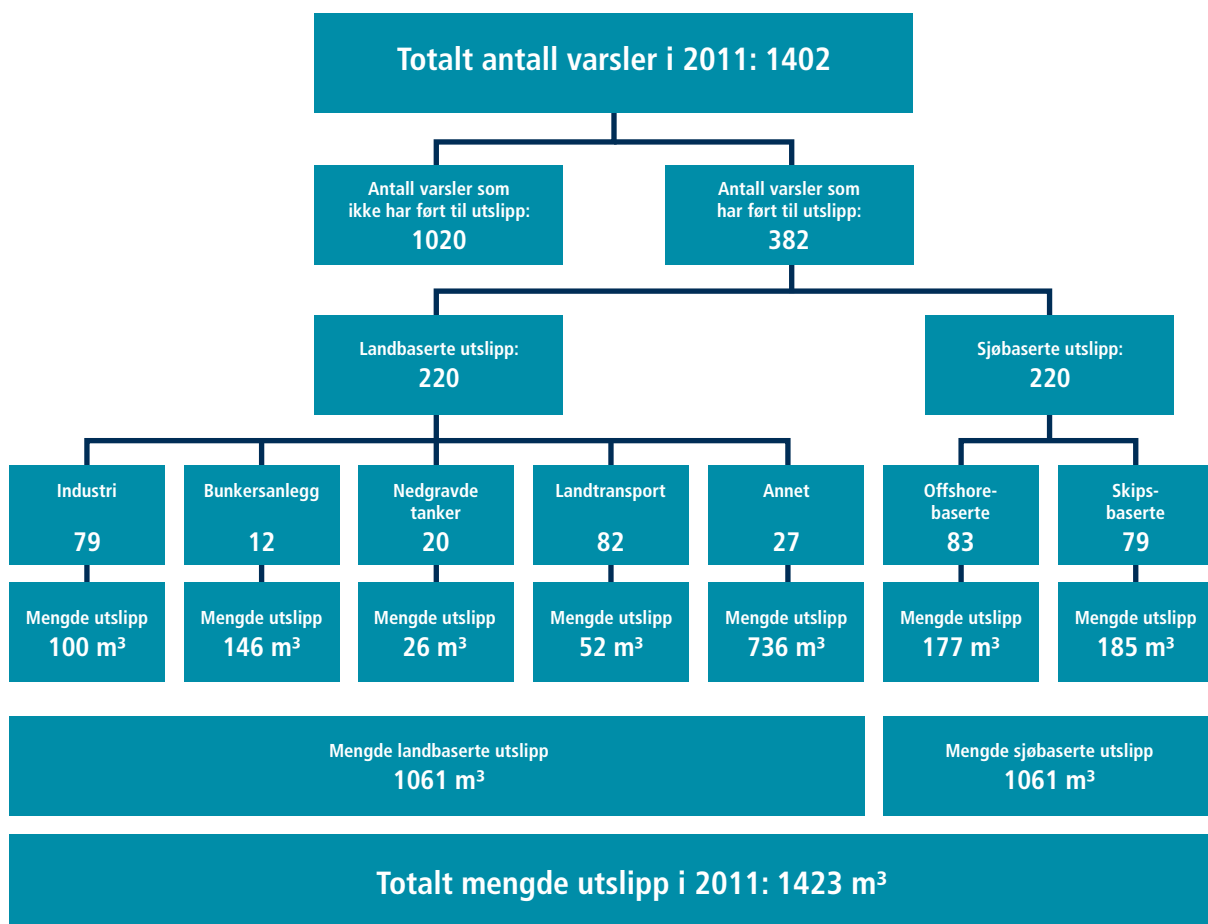 Totalt antall varsler i 2011: 1402
Antall varsler som
ikke har ført til utslipp:
1020
Antall varsler som
har ført til utslipp:
382
Landbaserte utslipp:
220
Sjøbaserte utslipp:
220
Industri
79
Bunkersanlegg
12
Nedgravde
tanker
20
Landtransport
82
Annet
27
Offshore-
baserte
83
Skips-
baserte
79
Mengde utslipp
100 m³
Mengde utslipp
146 m³
Mengde utslipp
26 m³
Mengde utslipp
52 m³
Mengde utslipp
736 m³
Mengde utslipp
177 m³
Mengde utslipp
185 m³
Mengde landbaserte utslipp
1061 m³
Mengde sjøbaserte utslipp
1061 m³
Totalt mengde utslipp i 2011: 1423 m³